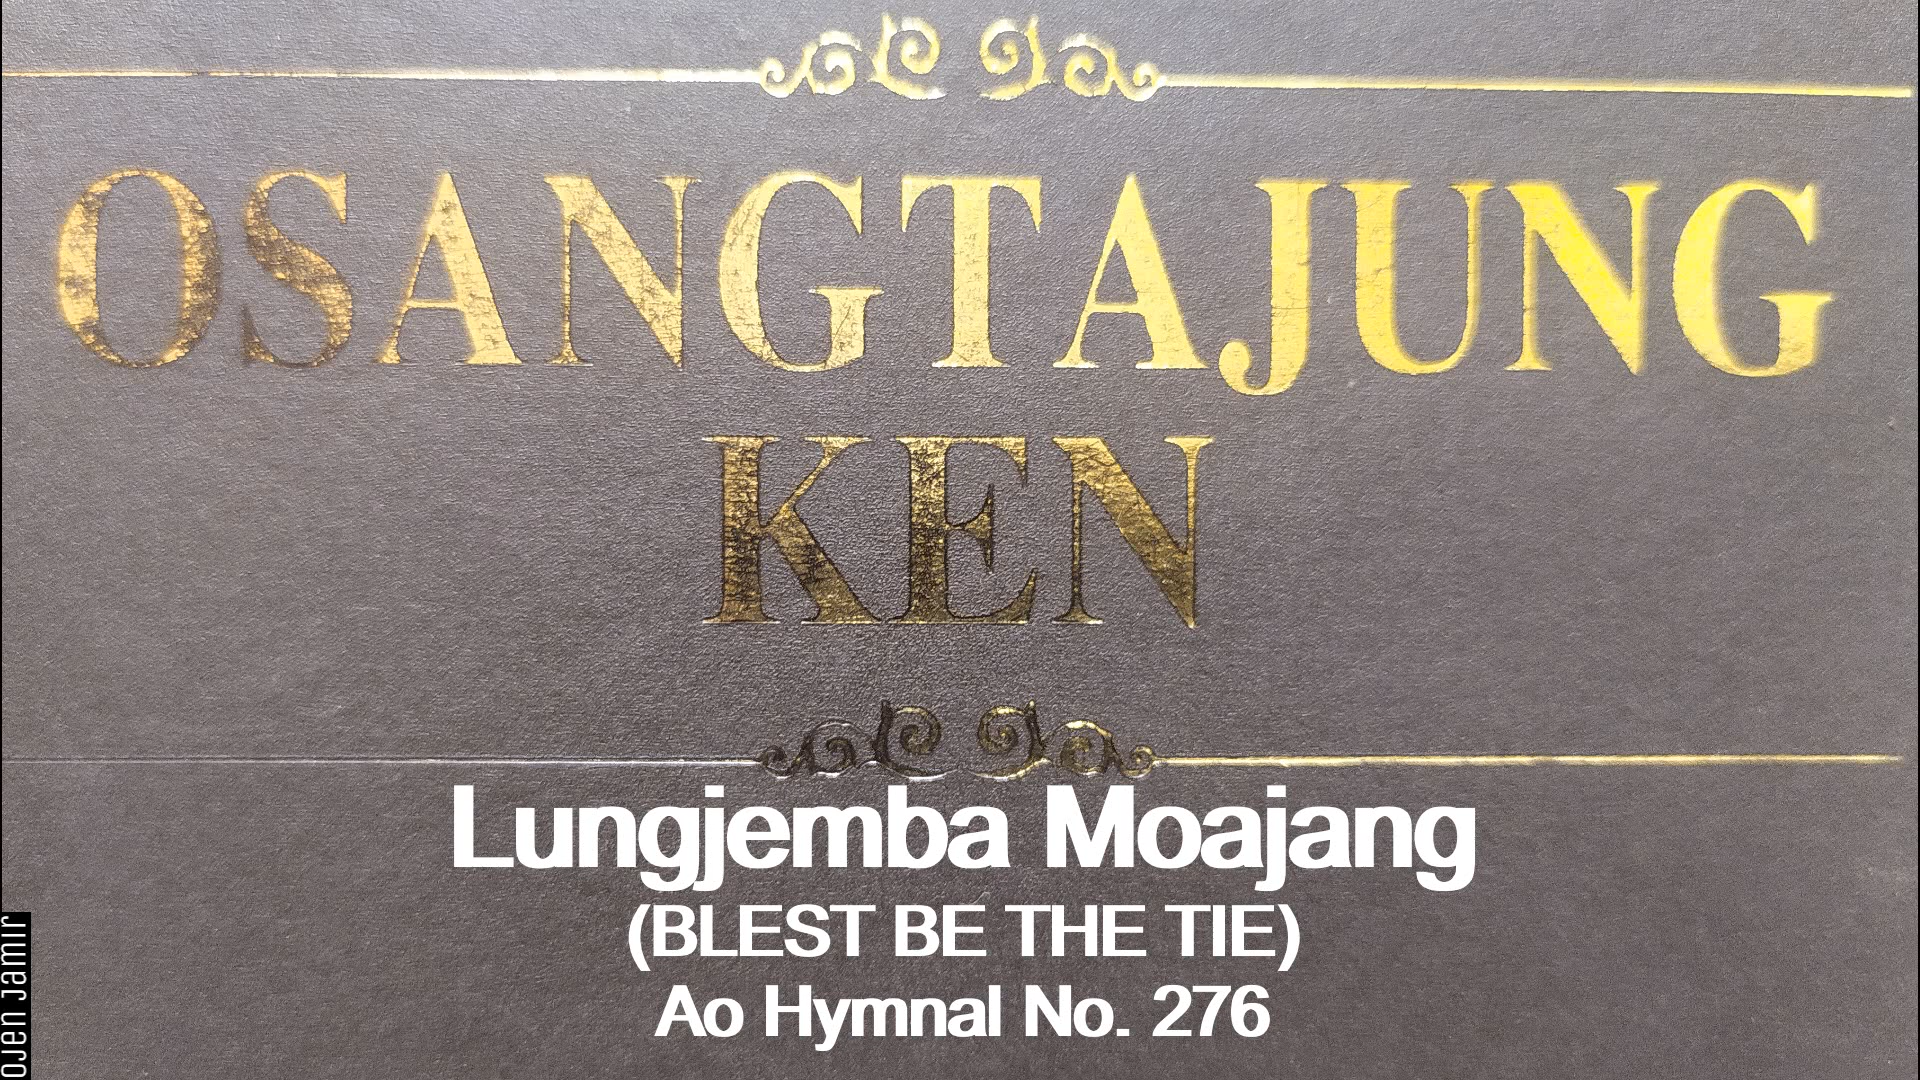 OSANGTAJUNG
KEN
Lungjemba Moajang
(BLEST BE THE TIE)
Ao Hymnal No. 276
Ojen Jamir